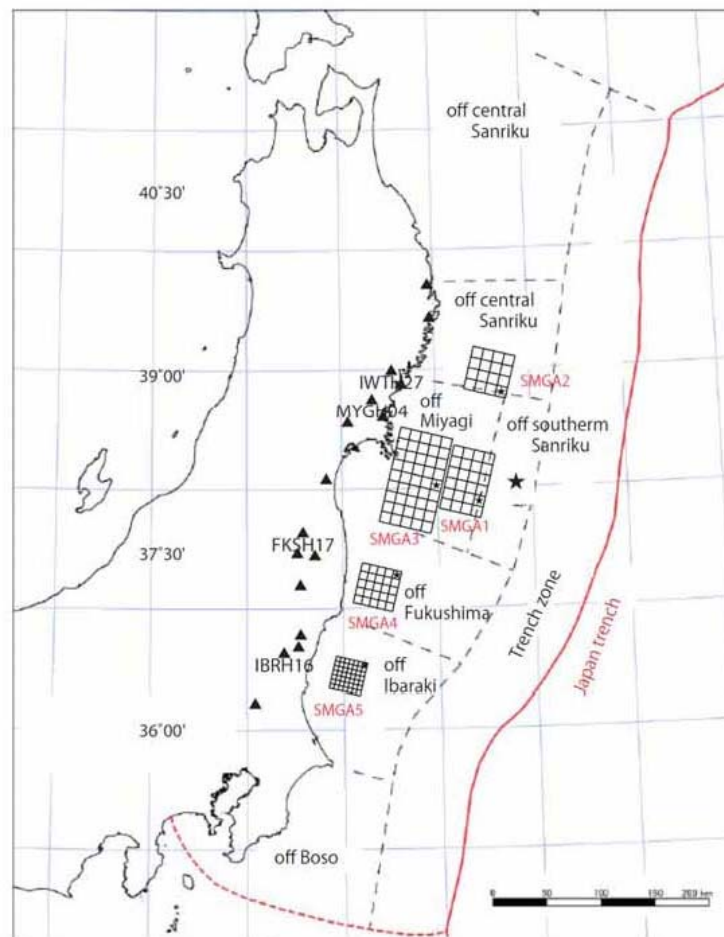 off central
Sanriku
40°30'
off central
Sanriku
39°00'
SMGA2
IWTH27
off
Miyagi
MYGH04
off southerm
Sanriku
SMGA1
SMGA3
37°30'
FKSH17
off
Fukushima
SMGA4
Trench zone
Japan trench
off
Ibaraki
IBRH16
SMGA5
36°00'
off Boso
0 50 100 150 200 km